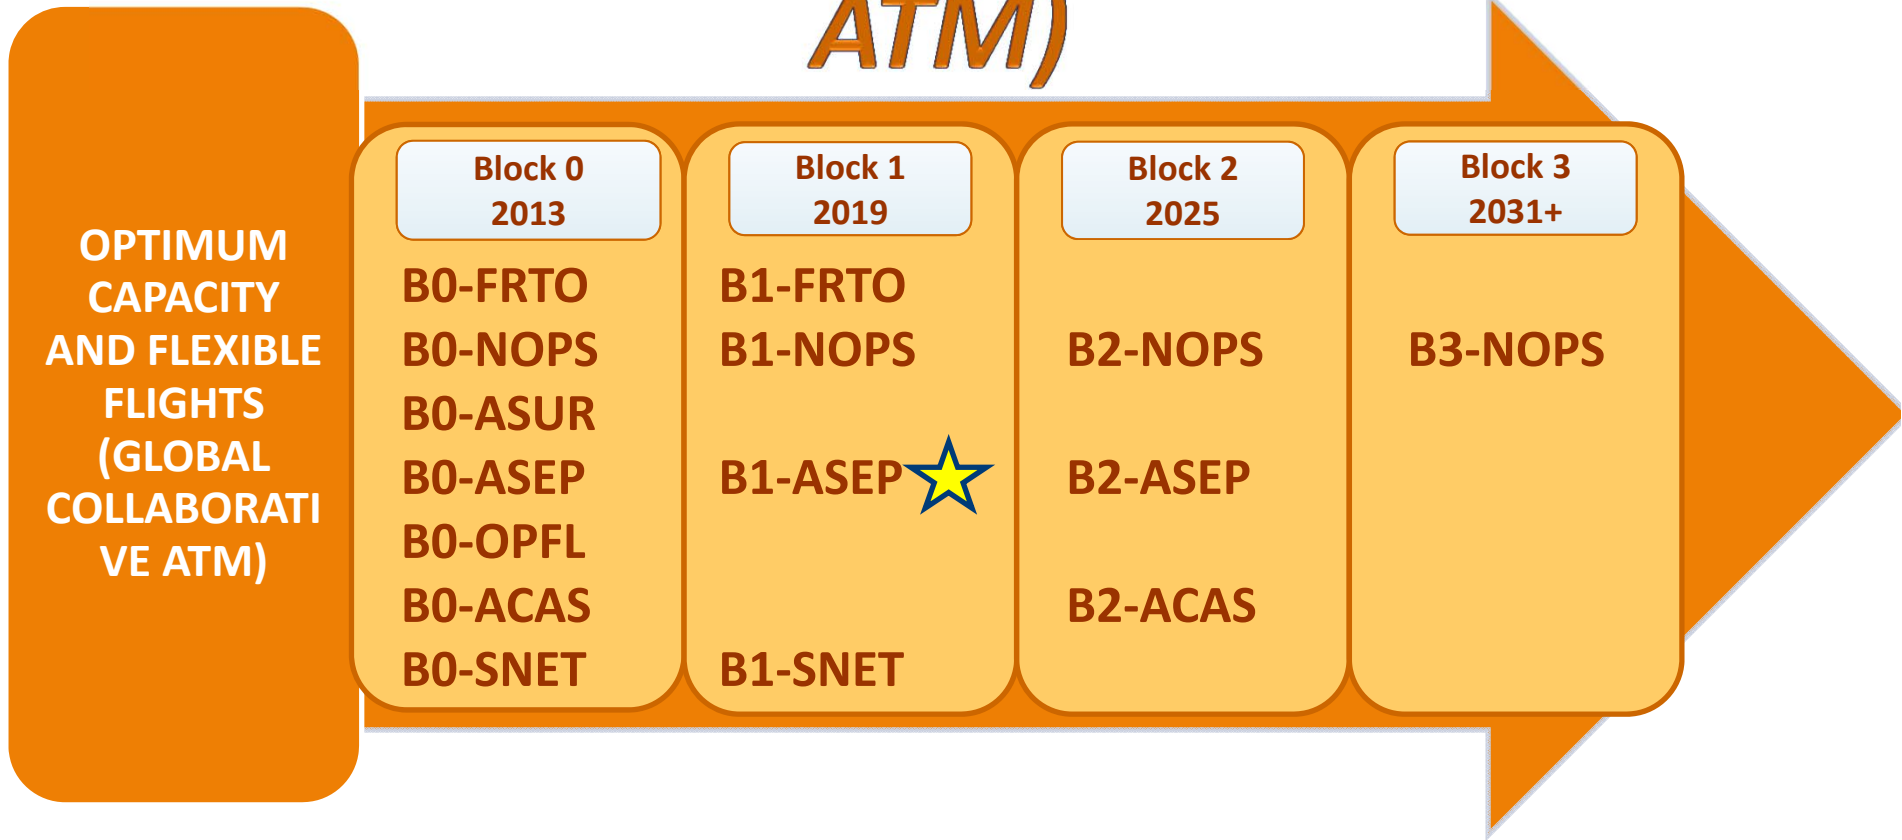 ATM)
OPTIMUM
CAPACITY
AND FLEXIBLE
FLIGHTS
(GLOBAL
COLLABORATI
VE ATM)
Block 0
2013
B0-FRTO
B0-NOPS
B0-ASUR
B0-ASEP
B0-OPFL
B0-ACAS
B0-SNET
Block 1
2019
B1-FRTO
B1-NOPS
B1-ASEP
B1-SNET
Block 2
2025
B2-NOPS
B2-ASEP
B2-ACAS
Block 3
2031+
B3-NOPS